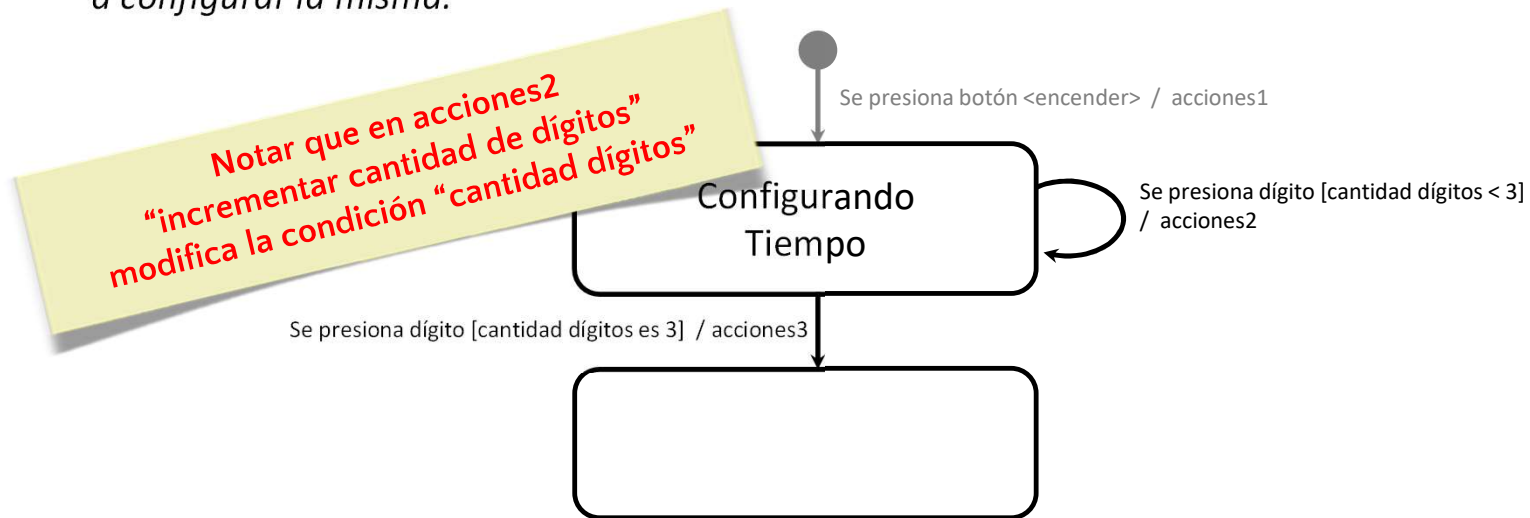 a configurar la misma.
Notar que en acciones2
“incrementar cantidad de dígitos”
modifica la condición “cantidad dígitos”
Se presiona botón <encender> / acciones1
Configurando
Tiempo
Se presiona dígito [cantidad dígitos < 3]
/ acciones2
Se presiona dígito [cantidad dígitos es 3] / acciones3